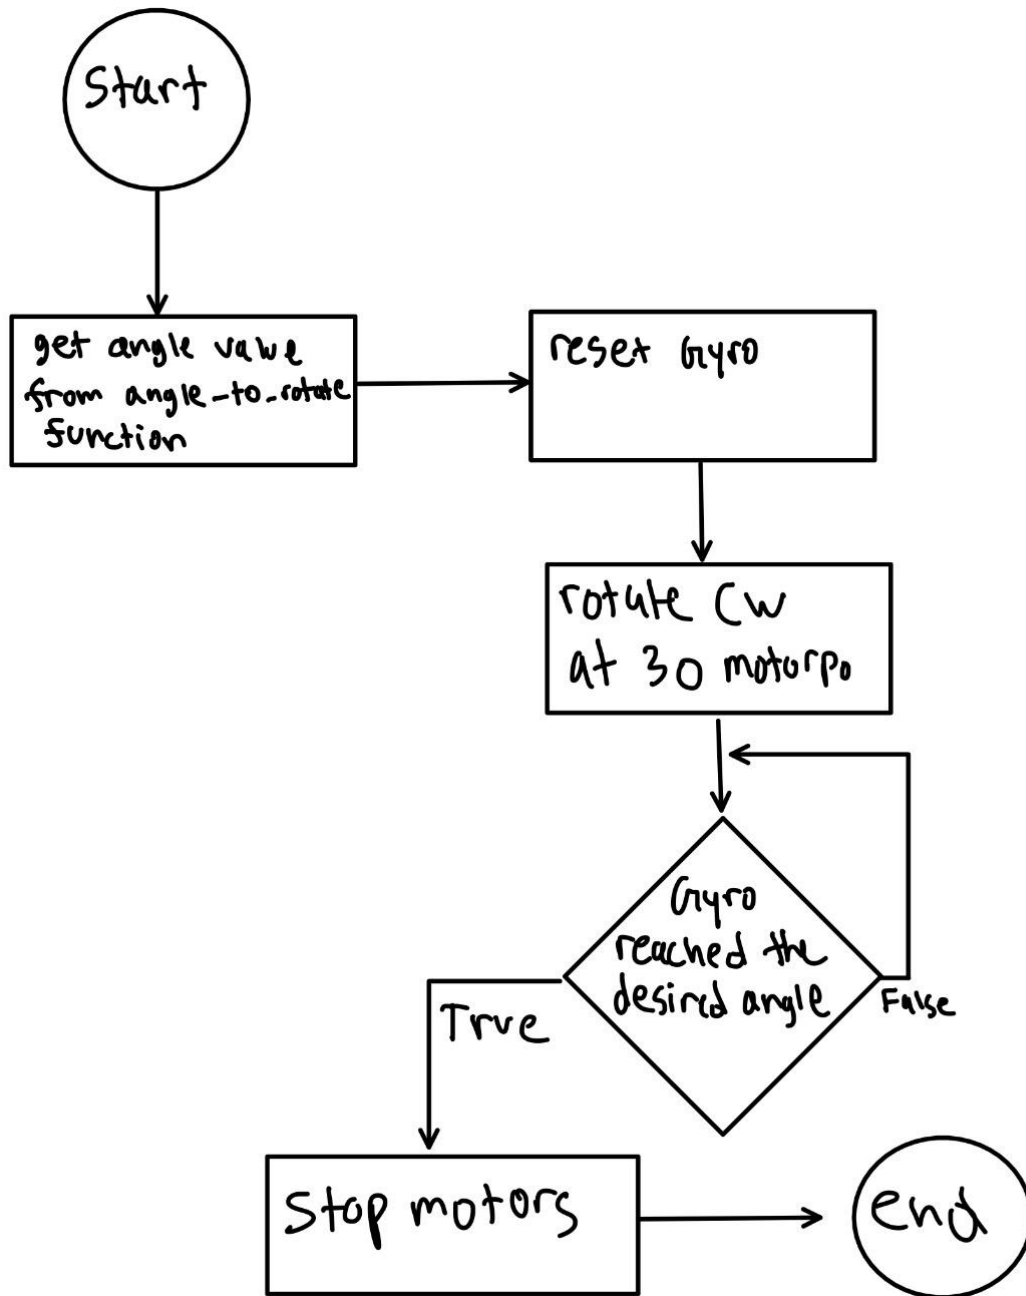 Start
get angle value
from angle-to-rotate
function
reset Gyro
rotate CW
at 30 motorpo
Gyro
reached the
desired angle
False
True
Stop motors
end